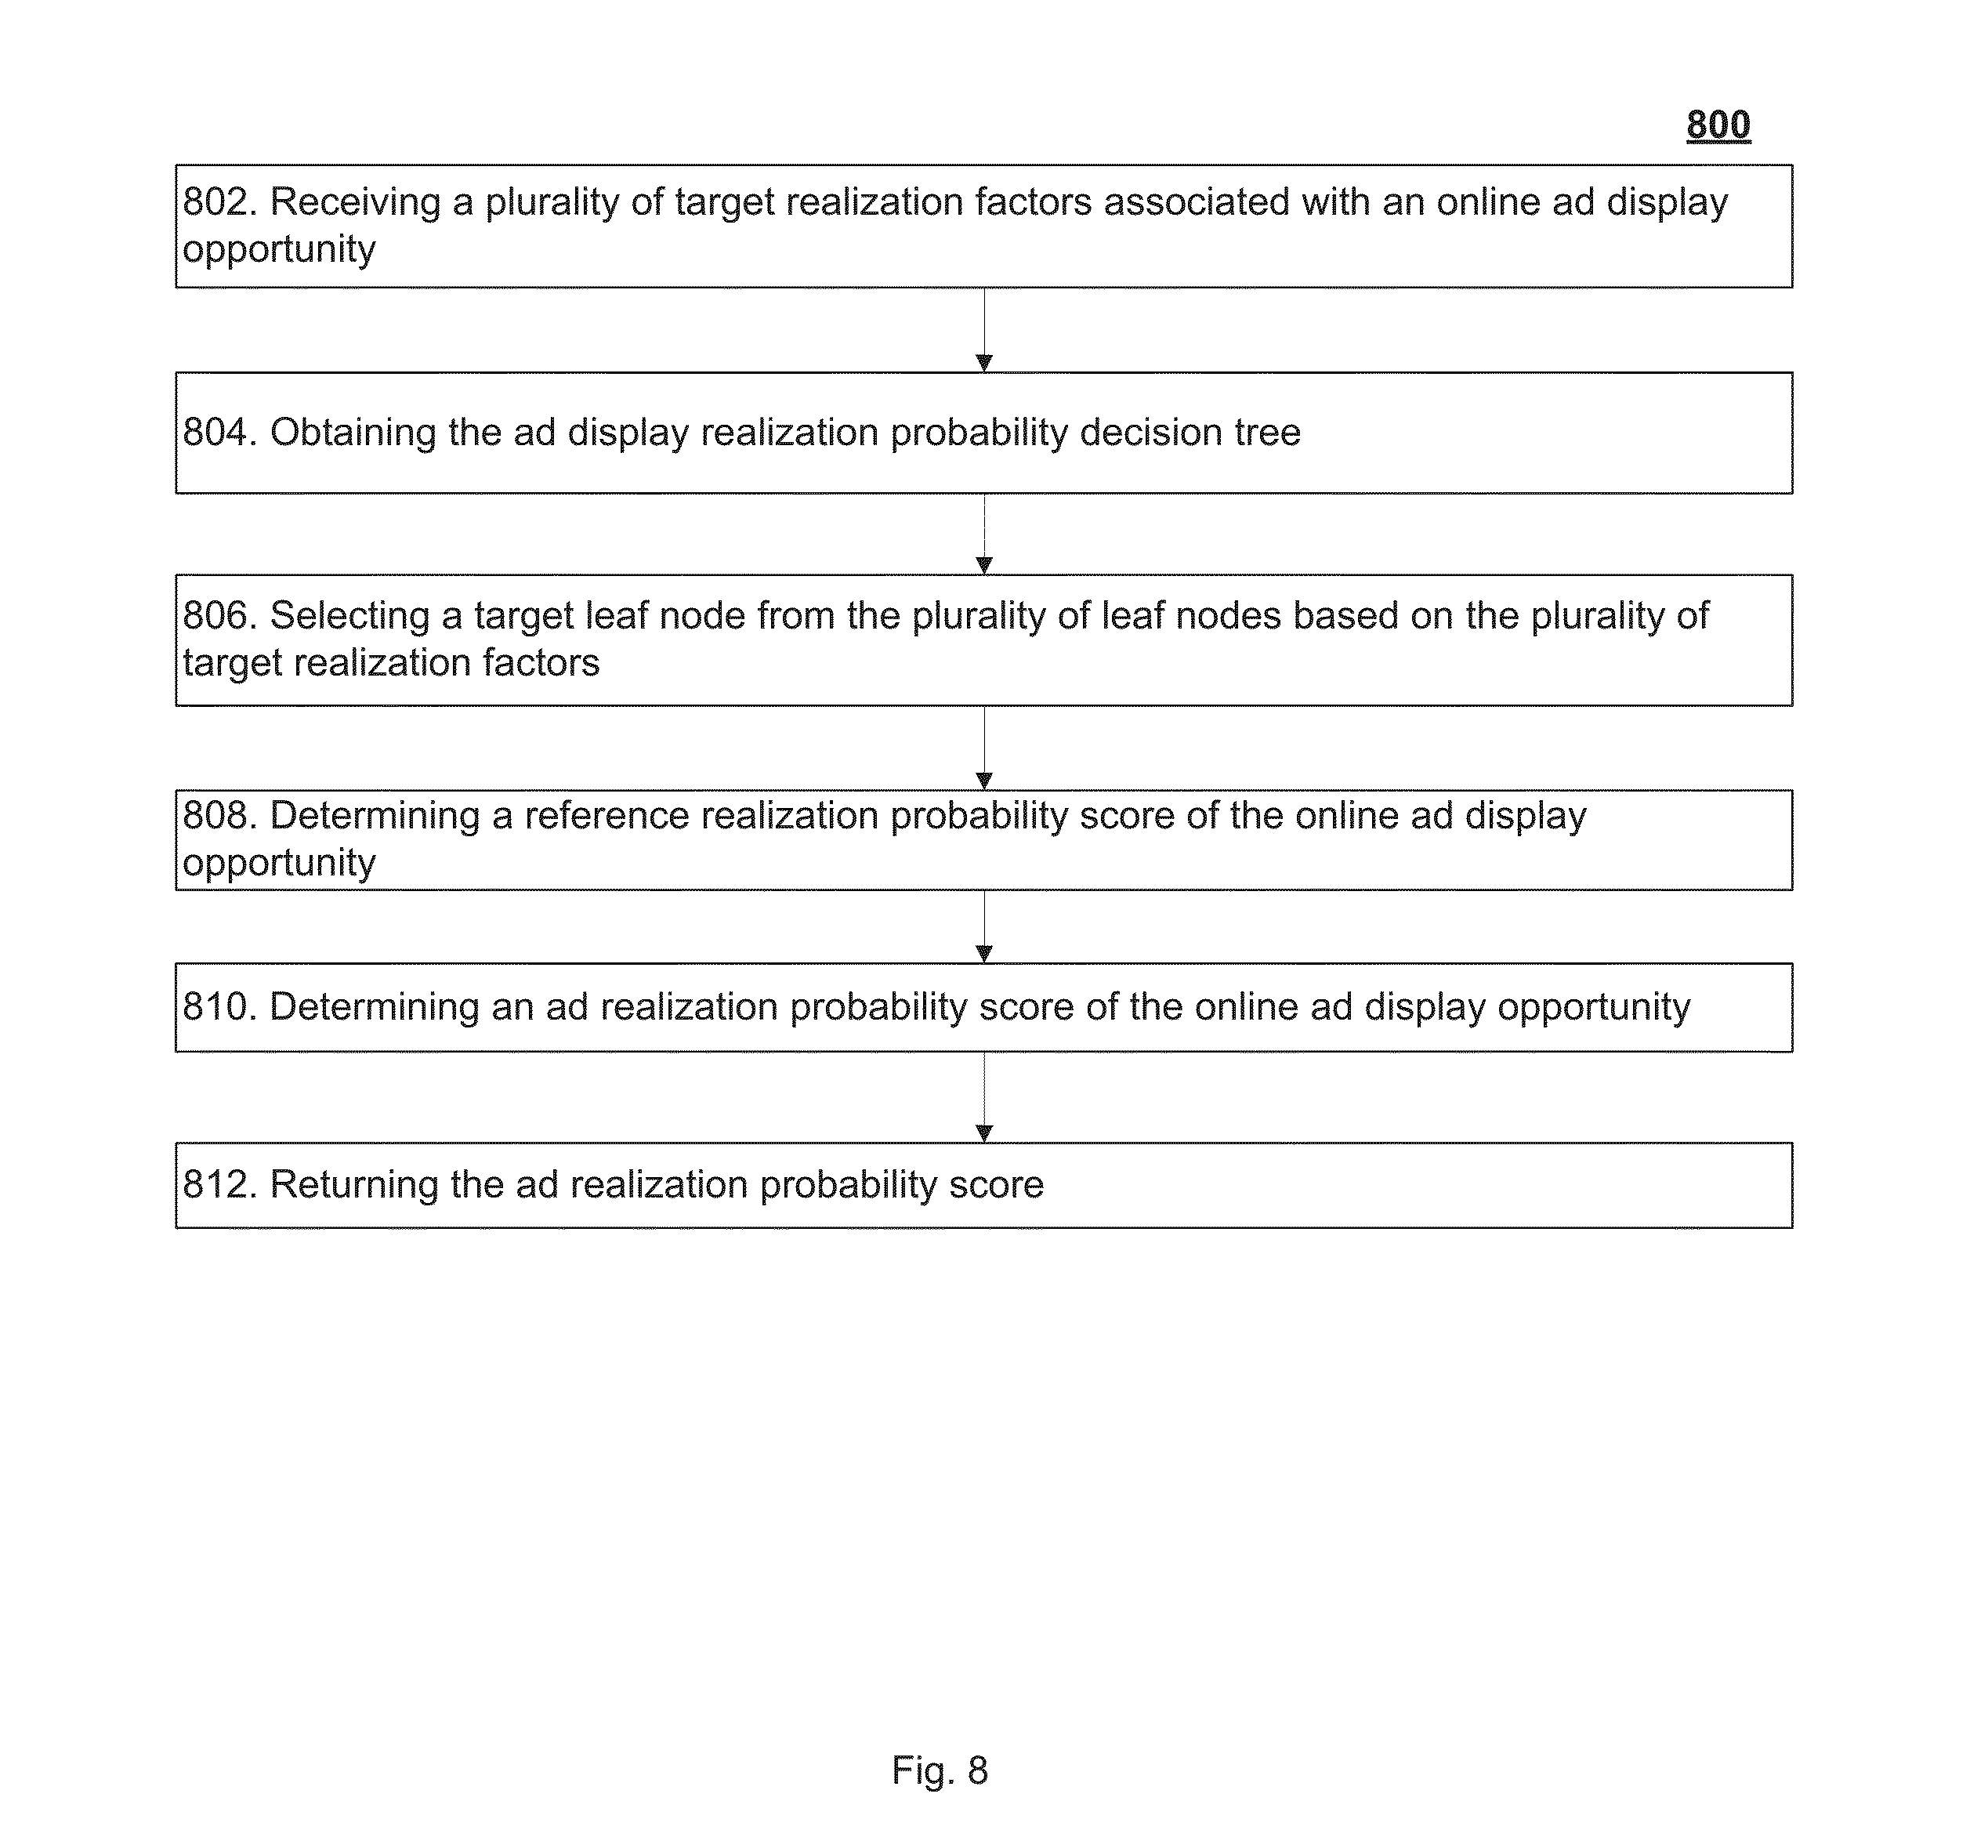 800
802. Receiving a plurality of target realization factors associated with an online ad display
opportunity
804. Obtaining the ad display realization probability decision tree
806. Selecting a target leaf node from the plurality of leaf nodes based on the plurality of
target realization factors
808. Determining a reference realization probability score of the online ad display
opportunity
810. Determining an ad realization probability score of the online ad display opportunity
812. Returning the ad realization probability score
Fig. 8